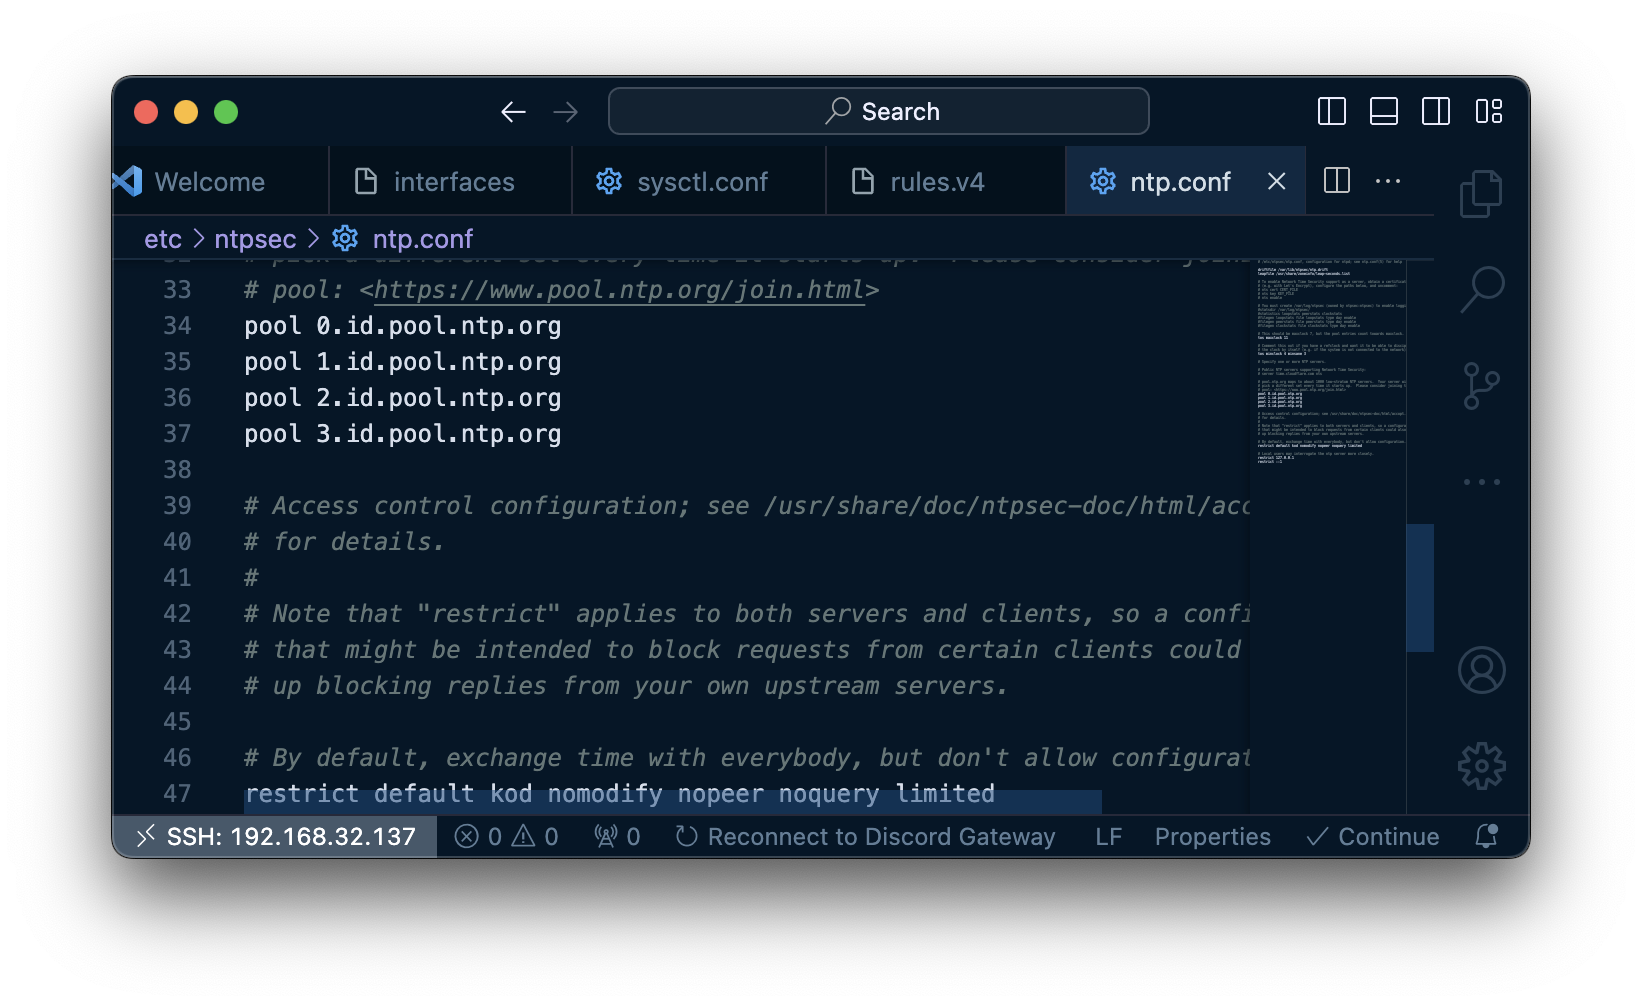 Search
Welcome
interfaces
sysctl.conf
rules.v4
ntp.conf
etc > ntpsec > ntp.conf
33 # pool: <https://www.pool.ntp.org/join.html>
34 pool 0.id.pool.ntp.org
35 pool 1.id.pool.ntp.org
36 pool 2.id.pool.ntp.org
37 pool 3.id.pool.ntp.org
38
39 # Access control configuration; see /usr/share/doc/ntpsec-doc/html/acc
40 # for details.
41 #
42 # Note that "restrict" applies to both servers and clients, so a confi
43 # that might be intended to block requests from certain clients could
44 # up blocking replies from your own upstream servers.
45
46 # By default, exchange time with everybody, but don't allow configurat
47 restrict default kod nomodify nopeer noquery limited
SSH: 192.168.32.137 0 0 0 Reconnect to Discord Gateway LF Properties Continue